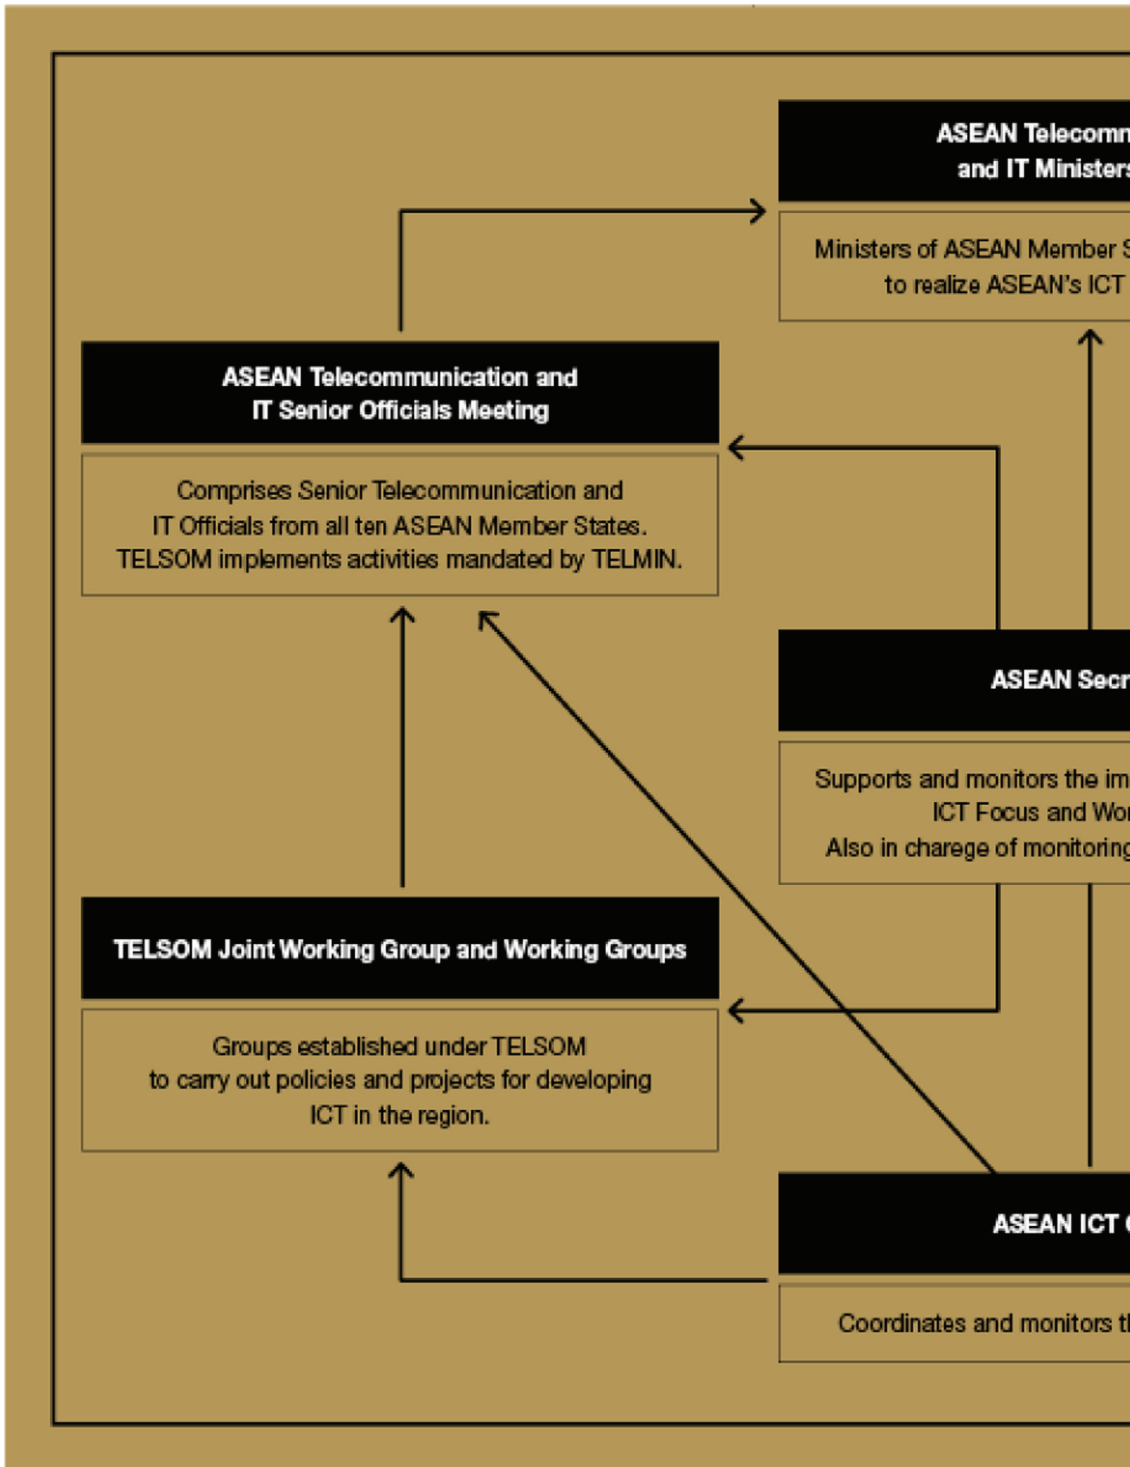 ASEAN Telecomm
and IT Ministers
Ministers of ASEAN Member S
to realize ASEAN's ICT
ASEAN Telecommunication and
IT Senior Officials Meeting
Comprises Senior Telecommunication and
IT Officials from all ten ASEAN Member States.
TELSOM implements activities mandated by TELMIN.
ASEAN Secr
Supports and monitors the im
ICT Focus and Wor
Also in charege of monitoring
TELSOM Joint Working Group and Working Groups
Groups established under TELSOM
to carry out policies and projects for developing
ICT in the region.
ASEAN ICT C
Coordinates and monitors th